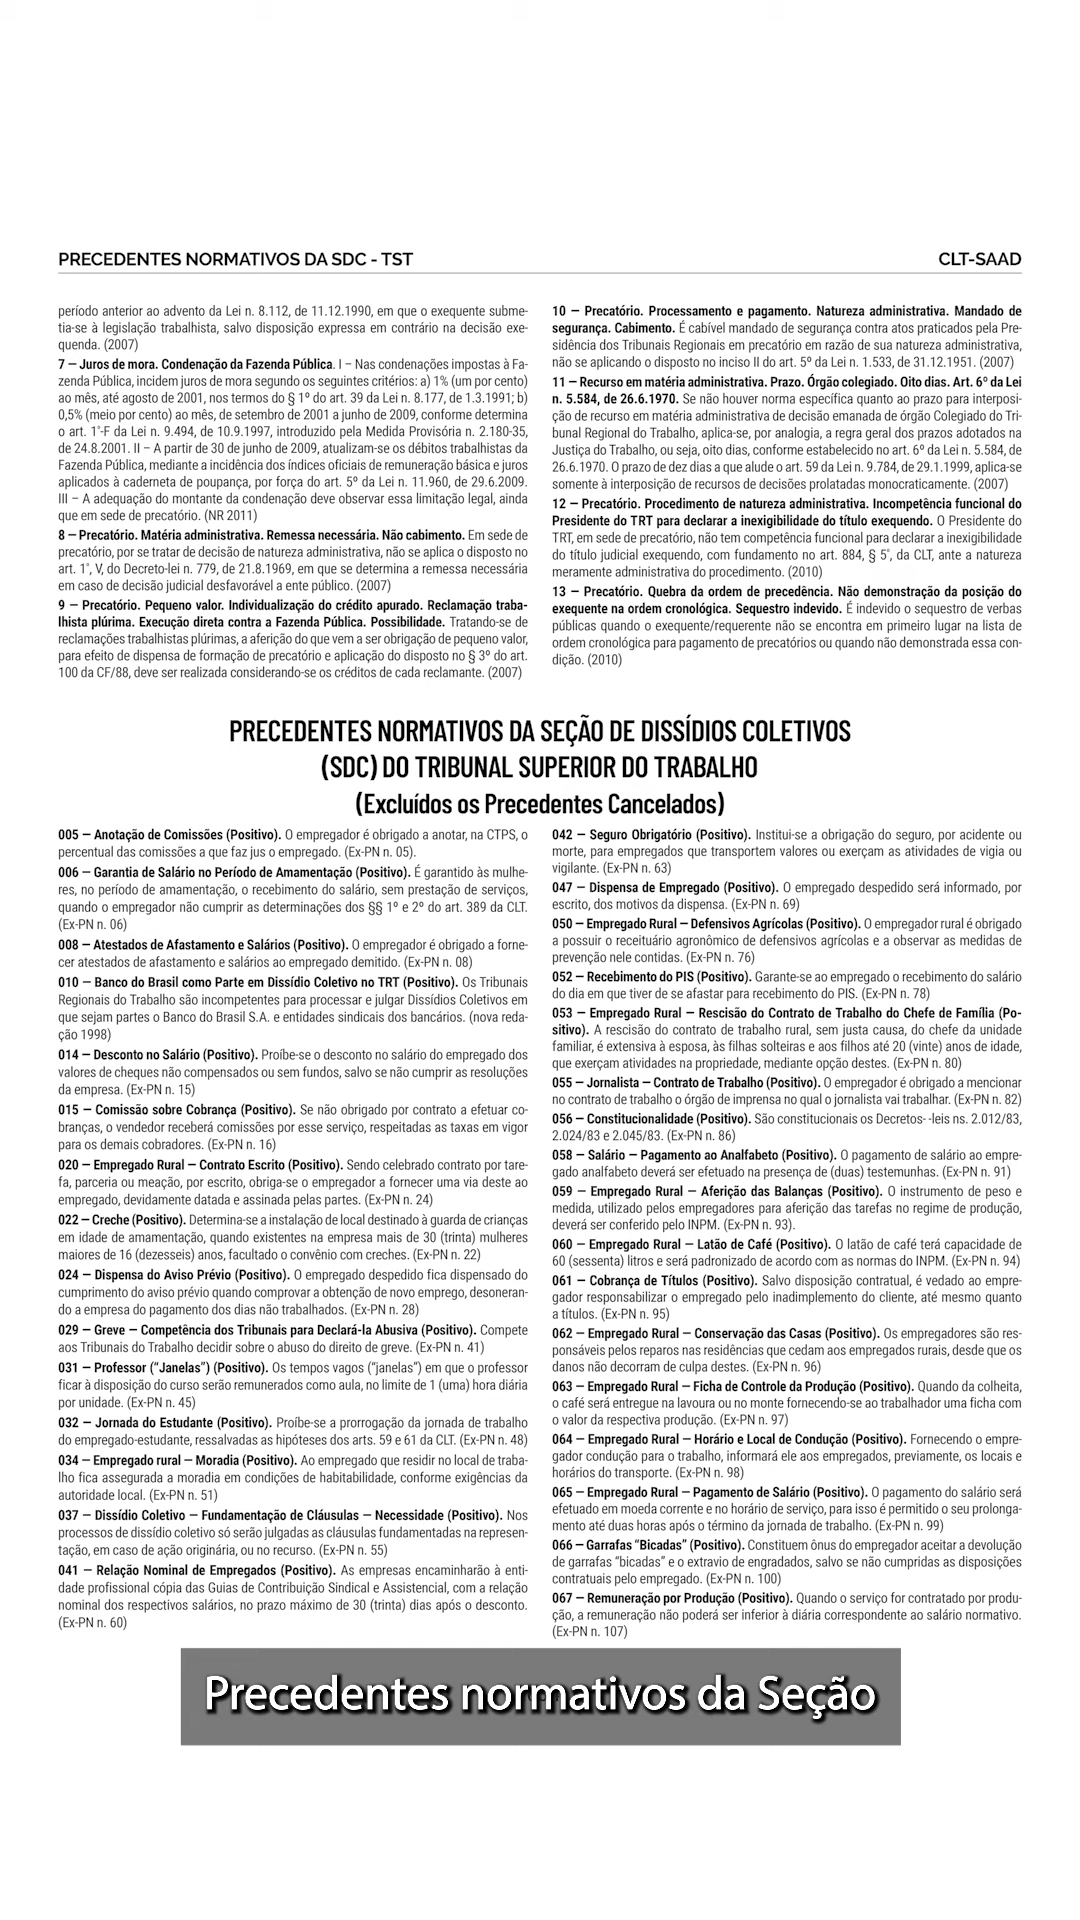 PRECEDENTES NORMATIVOS DA SDC - TST
CLT-SAAD
período anterior ao advento da Lei n. 8.112, de 11.12.1990, em que o exequente subme-
tia-se à legislação trabalhista, salvo disposição expressa em contrário na decisão exe-
quenda. (2007)
7 – Juros de mora. Condenação da Fazenda Pública. I – Nas condenações impostas à Fa-
zenda Pública, incidem juros de mora segundo os seguintes critérios: a) 1% (um por cento)
ao mês, até agosto de 2001, nos termos do § 1º do art. 39 da Lei n. 8.177, de 1.3.1991; b)
0,5% (meio por cento) ao mês, de setembro de 2001 a junho de 2009, conforme determina
o art. 1°-F da Lei n. 9.494, de 10.9.1997, introduzido pela Medida Provisória n. 2.180-35,
de 24.8.2001. II – A partir de 30 de junho de 2009, atualizam-se os débitos trabalhistas da
Fazenda Pública, mediante a incidência dos índices oficiais de remuneração básica e juros
aplicados à caderneta de poupança, por força do art. 5º da Lei n. 11.960, de 29.6.2009.
III – A adequação do montante da condenação deve observar essa limitação legal, ainda
que em sede de precatório. (NR 2011)
8 – Precatório. Matéria administrativa. Remessa necessária. Não cabimento. Em sede de
precatório, por se tratar de decisão de natureza administrativa, não se aplica o disposto no
art. 1°, V, do Decreto-lei n. 779, de 21.8.1969, em que se determina a remessa necessária
em caso de decisão judicial desfavorável a ente público. (2007)
9 – Precatório. Pequeno valor. Individualização do crédito apurado. Reclamação traba-
lhista plúrima. Execução direta contra a Fazenda Pública. Possibilidade. Tratando-se de
reclamações trabalhistas plúrimas, a aferição do que vem a ser obrigação de pequeno valor,
para efeito de dispensa de formação de precatório e aplicação do disposto no § 3º do art.
100 da CF/88, deve ser realizada considerando-se os créditos de cada reclamante. (2007)
10 – Precatório. Processamento e pagamento. Natureza administrativa. Mandado de
segurança. Cabimento. É cabível mandado de segurança contra atos praticados pela Pre-
sidência dos Tribunais Regionais em precatório em razão de sua natureza administrativa,
não se aplicando o disposto no inciso II do art. 5º da Lei n. 1.533, de 31.12.1951. (2007)
11 – Recurso em matéria administrativa. Prazo. Órgão colegiado. Oito dias. Art. 6º da Lei
n. 5.584, de 26.6.1970. Se não houver norma específica quanto ao prazo para interposi-
ção de recurso em matéria administrativa de decisão emanada de órgão Colegiado do Tri-
bunal Regional do Trabalho, aplica-se, por analogia, a regra geral dos prazos adotados na
Justiça do Trabalho, ou seja, oito dias, conforme estabelecido no art. 6º da Lei n. 5.584, de
26.6.1970. O prazo de dez dias a que alude o art. 59 da Lei n. 9.784, de 29.1.1999, aplica-se
somente à interposição de recursos de decisões prolatadas monocraticamente. (2007)
12 – Precatório. Procedimento de natureza administrativa. Incompetência funcional do
Presidente do TRT para declarar a inexigibilidade do título exequendo. O Presidente do
TRT, em sede de precatório, não tem competência funcional para declarar a inexigibilidade
do título judicial exequendo, com fundamento no art. 884, § 5°, da CLT, ante a natureza
meramente administrativa do procedimento. (2010)
13 – Precatório. Quebra da ordem de precedência. Não demonstração da posição do
exequente na ordem cronológica. Sequestro indevido. É indevido o sequestro de verbas
públicas quando o exequente/requerente não se encontra em primeiro lugar na lista de
ordem cronológica para pagamento de precatórios ou quando não demonstrada essa con-
dição. (2010)
PRECEDENTES NORMATIVOS DA SEÇÃO DE DISSÍDIOS COLETIVOS
(SDC) DO TRIBUNAL SUPERIOR DO TRABALHO
(Excluídos os Precedentes Cancelados)
005 – Anotação de Comissões (Positivo). O empregador é obrigado a anotar, na CTPS, o
percentual das comissões a que faz jus o empregado. (Ex-PN n. 05).
006 – Garantia de Salário no Período de Amamentação (Positivo). É garantido às mulhe-
res, no período de amamentação, o recebimento do salário, sem prestação de serviços,
quando o empregador não cumprir as determinações dos §§ 1º e 2º do art. 389 da CLT.
(Ex-PN n. 06)
008 – Atestados de Afastamento e Salários (Positivo). O empregador é obrigado a forne-
cer atestados de afastamento e salários ao empregado demitido. (Ex-PN n. 08)
010 – Banco do Brasil como Parte em Dissídio Coletivo no TRT (Positivo). Os Tribunais
Regionais do Trabalho são incompetentes para processar e julgar Dissídios Coletivos em
que sejam partes o Banco do Brasil S.A. e entidades sindicais dos bancários. (nova reda-
ção 1998)
014 – Desconto no Salário (Positivo). Proíbe-se o desconto no salário do empregado dos
valores de cheques não compensados ou sem fundos, salvo se não cumprir as resoluções
da empresa. (Ex-PN n. 15)
015 – Comissão sobre Cobrança (Positivo). Se não obrigado por contrato a efetuar co-
branças, o vendedor receberá comissões por esse serviço, respeitadas as taxas em vigor
para os demais cobradores. (Ex-PN n. 16)
020 – Empregado Rural – Contrato Escrito (Positivo). Sendo celebrado contrato por tare-
fa, parceria ou meação, por escrito, obriga-se o empregador a fornecer uma via deste ao
empregado, devidamente datada e assinada pelas partes. (Ex-PN n. 24)
022 – Creche (Positivo). Determina-se a instalação de local destinado à guarda de crianças
em idade de amamentação, quando existentes na empresa mais de 30 (trinta) mulheres
maiores de 16 (dezesseis) anos, facultado o convênio com creches. (Ex-PN n. 22)
024 – Dispensa do Aviso Prévio (Positivo). O empregado despedido fica dispensado do
cumprimento do aviso prévio quando comprovar a obtenção de novo emprego, desoneran-
do a empresa do pagamento dos dias não trabalhados. (Ex-PN n. 28)
029 – Greve – Competência dos Tribunais para Declará-la Abusiva (Positivo). Compete
aos Tribunais do Trabalho decidir sobre o abuso do direito de greve. (Ex-PN n. 41)
031 – Professor (“Janelas”) (Positivo). Os tempos vagos (“janelas”) em que o professor
ficar à disposição do curso serão remunerados como aula, no limite de 1 (uma) hora diária
por unidade. (Ex-PN n. 45)
032 – Jornada do Estudante (Positivo). Proíbe-se a prorrogação da jornada de trabalho
do empregado-estudante, ressalvadas as hipóteses dos arts. 59 e 61 da CLT. (Ex-PN n. 48)
034 – Empregado rural – Moradia (Positivo). Ao empregado que residir no local de traba-
lho fica assegurada a moradia em condições de habitabilidade, conforme exigências da
autoridade local. (Ex-PN n. 51)
037 – Dissídio Coletivo – Fundamentação de Cláusulas – Necessidade (Positivo). Nos
processos de dissídio coletivo só serão julgadas as cláusulas fundamentadas na represen-
tação, em caso de ação originária, ou no recurso. (Ex-PN n. 55)
041 – Relação Nominal de Empregados (Positivo). As empresas encaminharão à enti-
dade profissional cópia das Guias de Contribuição Sindical e Assistencial, com a relação
nominal dos respectivos salários, no prazo máximo de 30 (trinta) dias após o desconto.
(Ex-PN n. 60)
042 – Seguro Obrigatório (Positivo). Institui-se a obrigação do seguro, por acidente ou
morte, para empregados que transportem valores ou exerçam as atividades de vigia ou
vigilante. (Ex-PN n. 63)
047 – Dispensa de Empregado (Positivo). O empregado despedido será informado, por
escrito, dos motivos da dispensa. (Ex-PN n. 69)
050 – Empregado Rural – Defensivos Agrícolas (Positivo). O empregador rural é obrigado
a possuir o receituário agronômico de defensivos agrícolas e a observar as medidas de
prevenção nele contidas. (Ex-PN n. 76)
052 – Recebimento do PIS (Positivo). Garante-se ao empregado o recebimento do salário
do dia em que tiver de se afastar para recebimento do PIS. (Ex-PN n. 78)
053 – Empregado Rural – Rescisão do Contrato de Trabalho do Chefe de Família (Po-
sitivo). A rescisão do contrato de trabalho rural, sem justa causa, do chefe da unidade
familiar, é extensiva à esposa, às filhas solteiras e aos filhos até 20 (vinte) anos de idade,
que exerçam atividades na propriedade, mediante opção destes. (Ex-PN n. 80)
055 – Jornalista – Contrato de Trabalho (Positivo). O empregador é obrigado a mencionar
no contrato de trabalho o órgão de imprensa no qual o jornalista vai trabalhar. (Ex-PN n. 82)
056 – Constitucionalidade (Positivo). São constitucionais os Decretos- -leis ns. 2.012/83,
2.024/83 e 2.045/83. (Ex-PN n. 86)
058 – Salário – Pagamento ao Analfabeto (Positivo). O pagamento de salário ao empre-
gado analfabeto deverá ser efetuado na presença de (duas) testemunhas. (Ex-PN n. 91)
059 – Empregado Rural – Aferição das Balanças (Positivo). O instrumento de peso e
medida, utilizado pelos empregadores para aferição das tarefas no regime de produção,
deverá ser conferido pelo INPM. (Ex-PN n. 93).
060 – Empregado Rural – Latão de Café (Positivo). O latão de café terá capacidade de
60 (sessenta) litros e será padronizado de acordo com as normas do INPM. (Ex-PN n. 94)
061 – Cobrança de Títulos (Positivo). Salvo disposição contratual, é vedado ao empre-
gador responsabilizar o empregado pelo inadimplemento do cliente, até mesmo quanto
a títulos. (Ex-PN n. 95)
062 – Empregado Rural – Conservação das Casas (Positivo). Os empregadores são res-
ponsáveis pelos reparos nas residências que cedam aos empregados rurais, desde que os
danos não decorram de culpa destes. (Ex-PN n. 96)
063 – Empregado Rural – Ficha de Controle da Produção (Positivo). Quando da colheita,
o café será entregue na lavoura ou no monte fornecendo-se ao trabalhador uma ficha com
o valor da respectiva produção. (Ex-PN n. 97)
064 – Empregado Rural – Horário e Local de Condução (Positivo). Fornecendo o empre-
gador condução para o trabalho, informará ele aos empregados, previamente, os locais e
horários do transporte. (Ex-PN n. 98)
065 – Empregado Rural – Pagamento de Salário (Positivo). O pagamento do salário será
efetuado em moeda corrente e no horário de serviço, para isso é permitido o seu prolonga-
mento até duas horas após o término da jornada de trabalho. (Ex-PN n. 99)
066 – Garrafas “Bicadas” (Positivo). Constituem ônus do empregador aceitar a devolução
de garrafas “bicadas” e o extravio de engradados, salvo se não cumpridas as disposições
contratuais pelo empregado. (Ex-PN n. 100)
067 – Remuneração por Produção (Positivo). Quando o serviço for contratado por produ-
ção, a remuneração não poderá ser inferior à diária correspondente ao salário normativo.
(Ex-PN n. 107)
Precedentes normativos da Seção